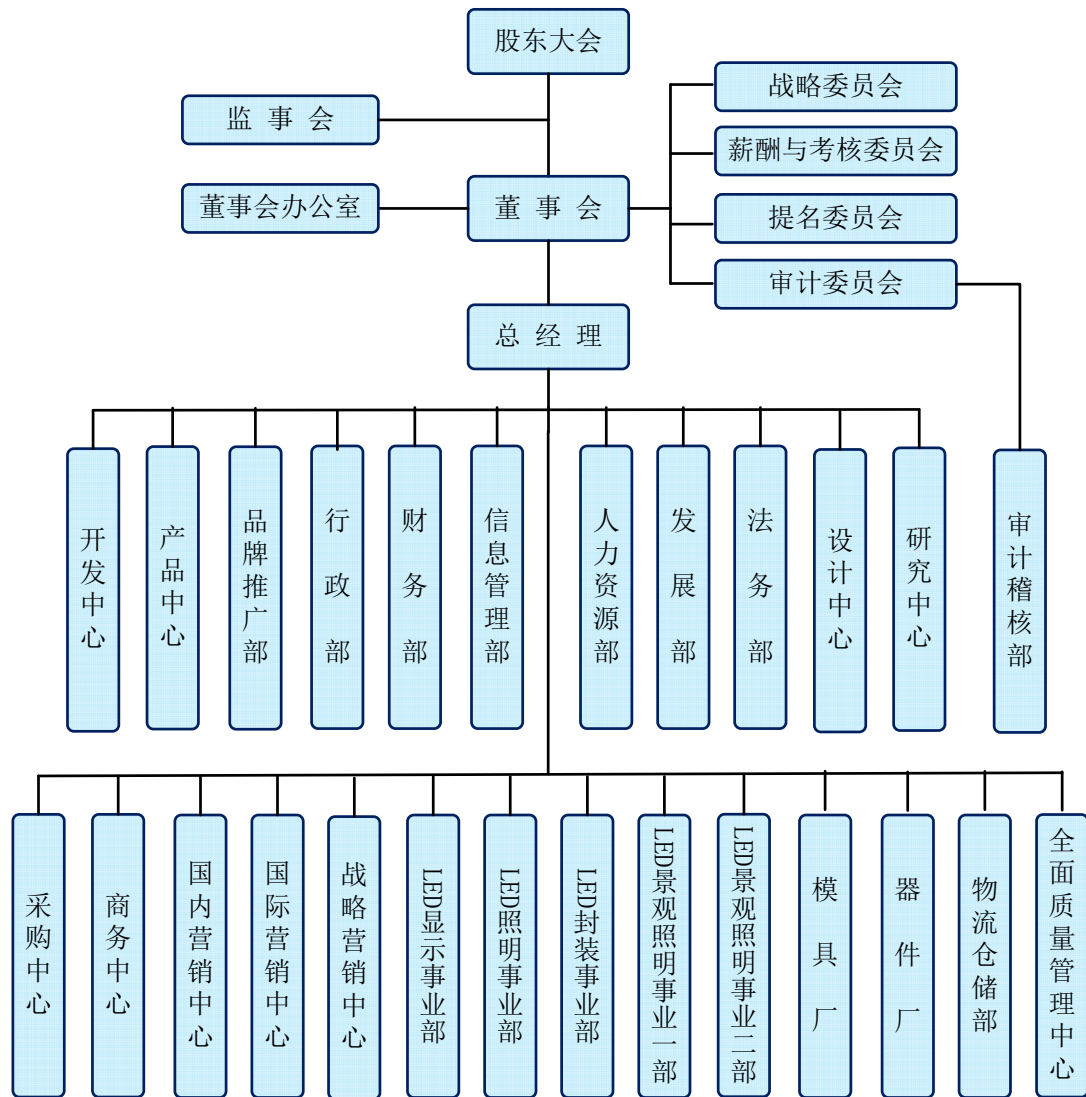 股东大会
监 事 会
董事会办公室
董 事 会
战略委员会
薪酬与考核委员会
提名委员会
审计委员会
总 经 理
开发中心
产品中心
品牌推广部
行政部
财务部
信息管理部
人力资源部
发展部
法务部
设计中心
研究中心
审计稽核部
采购中心
商务中心
国内营销中心
国际营销中心
战略营销中心
LED显示事业部
LED照明事业部
LED封装事业部
LED景观照明事业一部
LED景观照明事业二部
模具厂
器件厂
物流仓储部
全面质量管理中心